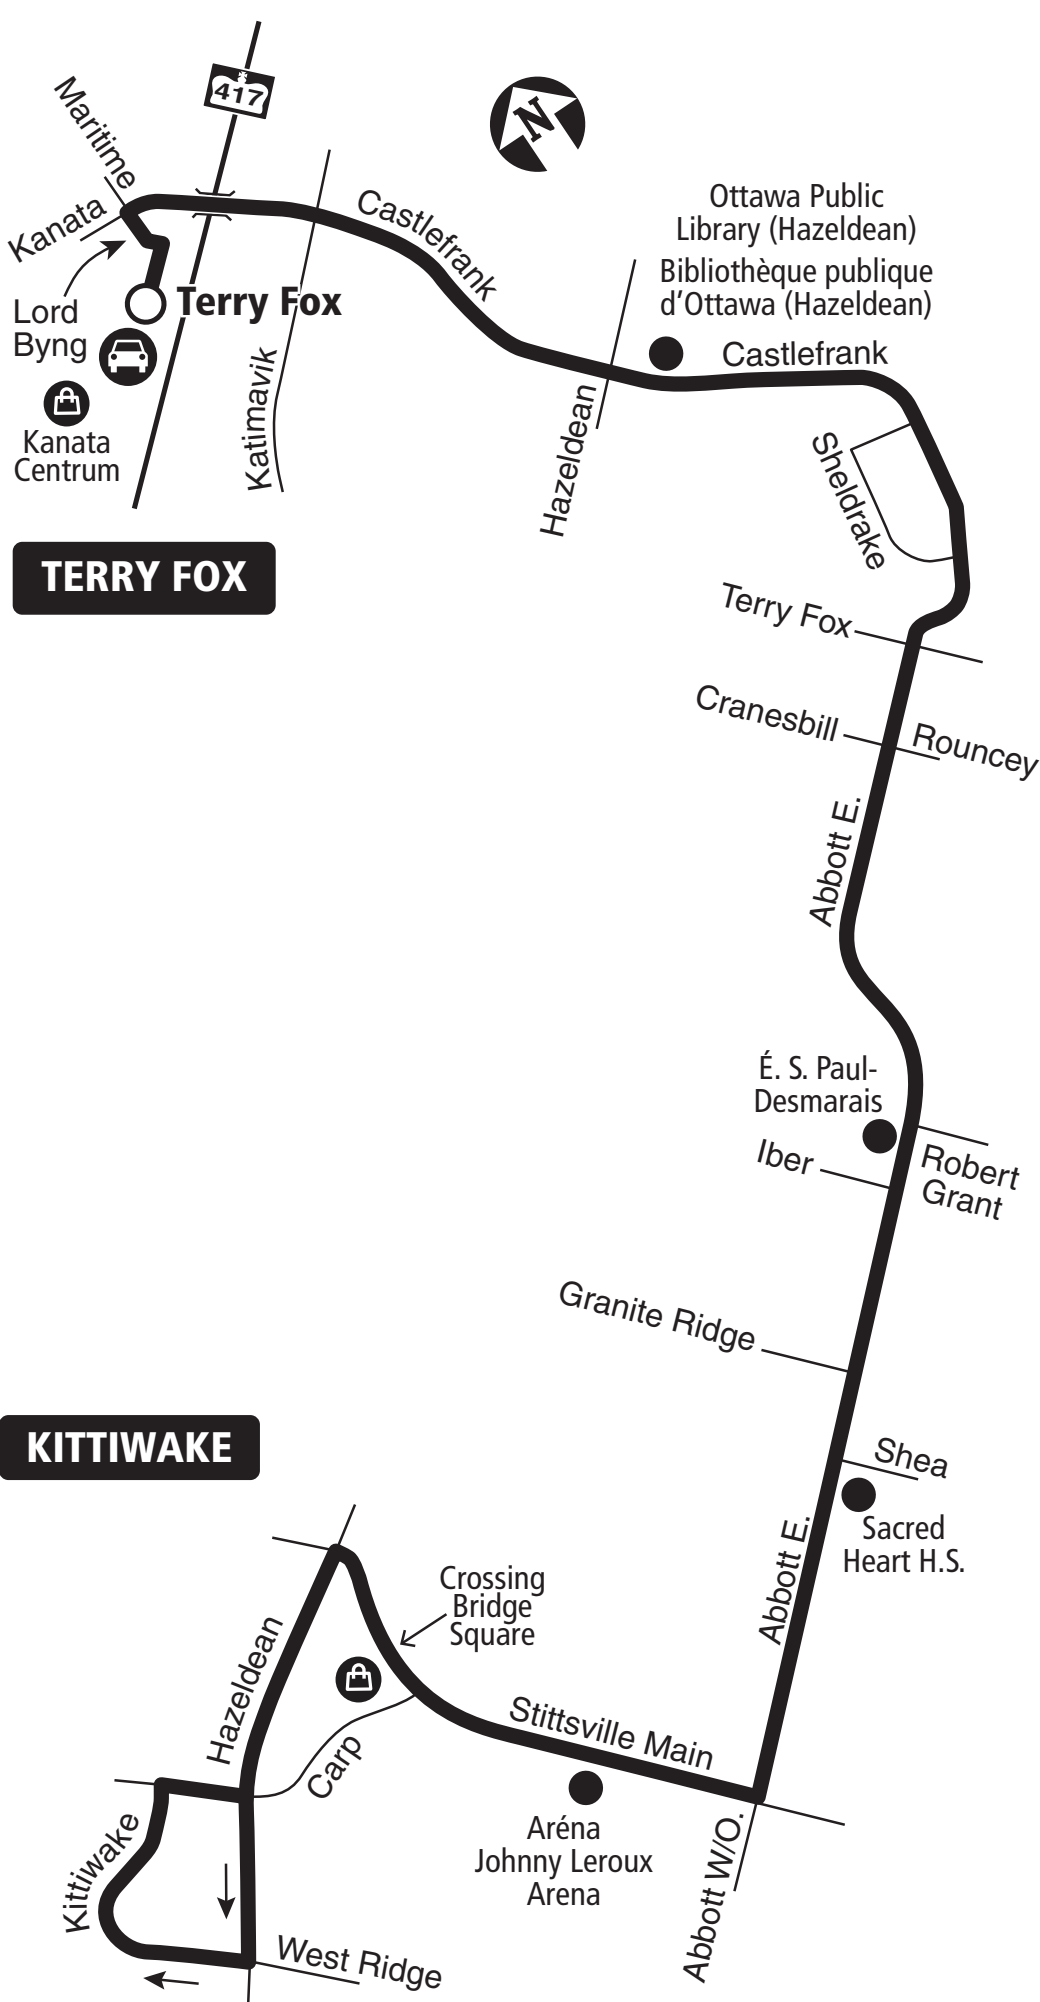 417
N
Maritime
Kanata
Castlefrank
Ottawa Public
Library (Hazeldean)
Bibliothèque publique
d'Ottawa (Hazeldean)
Lord
Byng
Terry Fox
Castlefrank
Katimavik
Hazeldean
Kanata
Centrum
Sheldrake
TERRY FOX
Terry Fox
Cranesbill
Rouncey
Abbott E.
É. S. Paul-
Desmarais
Iber
Robert
Grant
Granite Ridge
KITTIWAKE
Shea
Sacred
Heart H.S.
Abbott E.
Crossing
Bridge
Square
Hazeldean
Stittsville Main
Carp
Aréna
Johnny Leroux
Arena
Abbott W/O.
Kittiwake
West Ridge